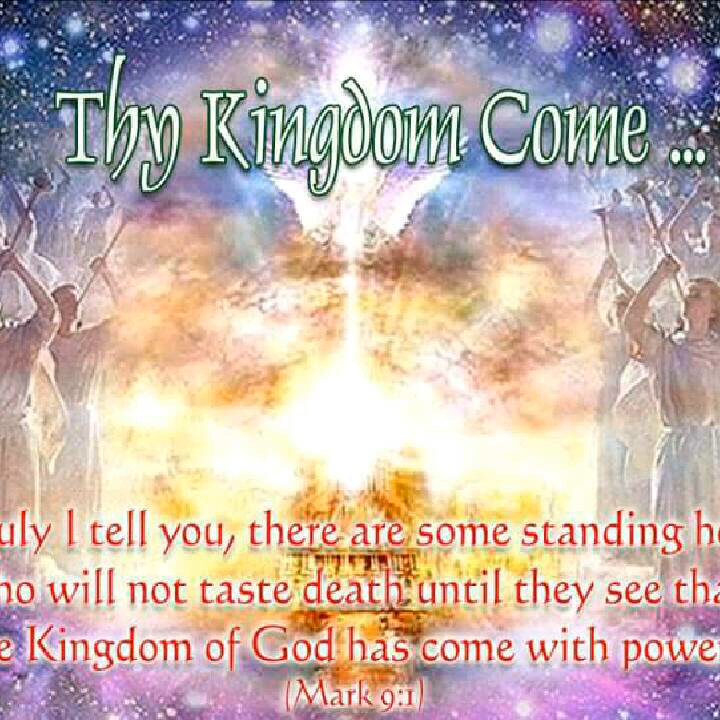 Thy Kingdom Come ...
uly I tell you, there are some standing he
ho will not taste death until they see tha
e Kingdom of God has come with powe
(Mark 9:1)